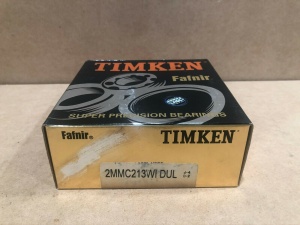 TIMKEN
Fafnir
SUPER PRECISION BEARINGS
Fafnir®
TIMKEN
2MMC213WI DUL